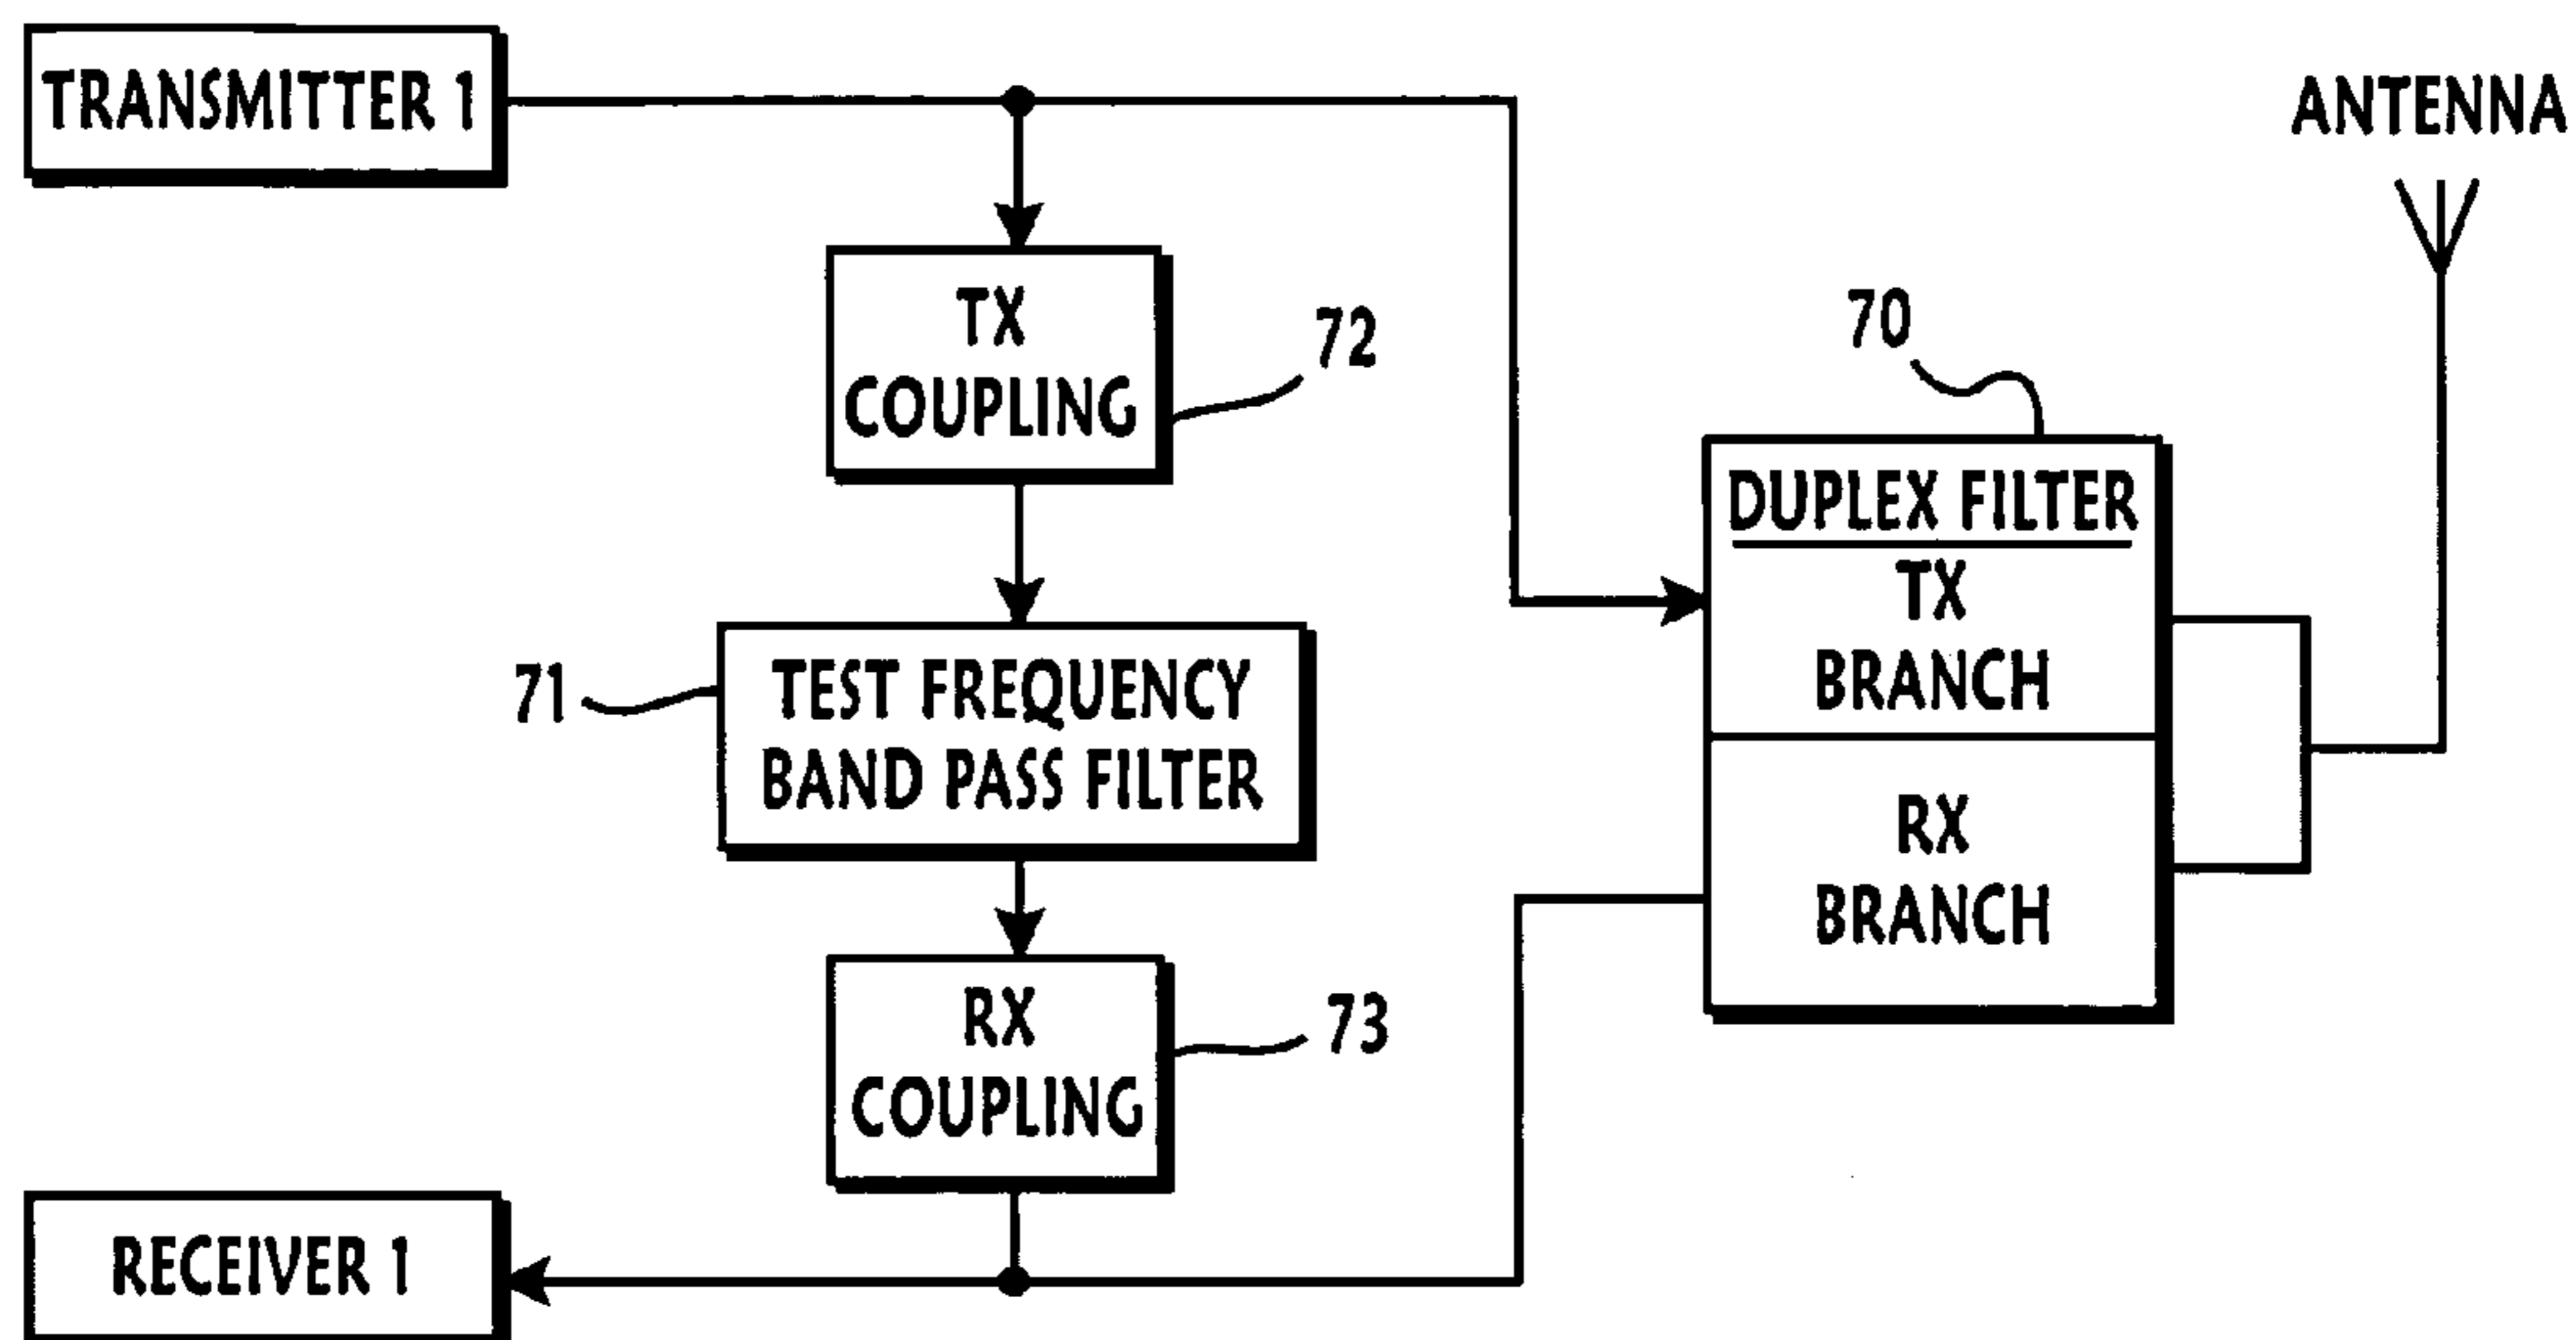 TRANSMITTER 1
ANTENNA
TX
COUPLING
72
70
DUPLEX FILTER
TX
BRANCH
71
TEST FREQUENCY
BAND PASS FILTER
RX
BRANCH
RX
COUPLING
73
RECEIVER 1